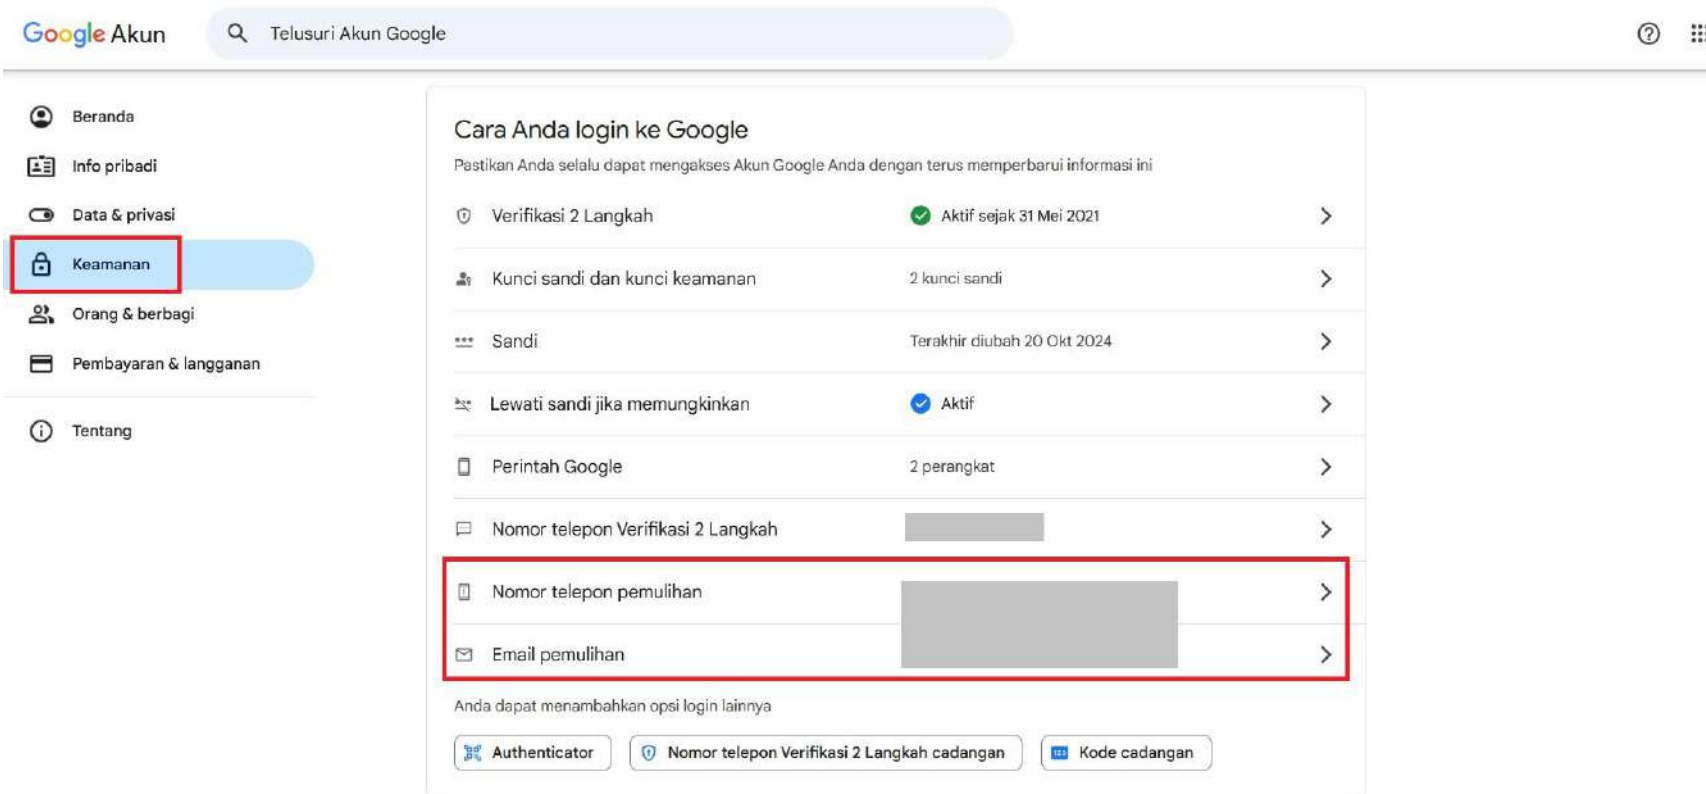 Google Akun
Telusuri Akun Google
Beranda
Info pribadi
Data & privasi
Keamanan
Orang & berbagi
Pembayaran & langganan
Tentang
Cara Anda login ke Google
Pastikan Anda selalu dapat mengakses Akun Google Anda dengan terus memperbarui informasi ini
Verifikasi 2 Langkah Aktif sejak 31 Mei 2021
Kunci sandi dan kunci keamanan 2 kunci sandi
Sandi Terakhir diubah 20 Okt 2024
Lewati sandi jika memungkinkan Aktif
Perintah Google 2 perangkat
Nomor telepon Verifikasi 2 Langkah
Nomor telepon pemulihan
Email pemulihan
Anda dapat menambahkan opsi login lainnya
Authenticator Nomor telepon Verifikasi 2 Langkah cadangan Kode cadangan